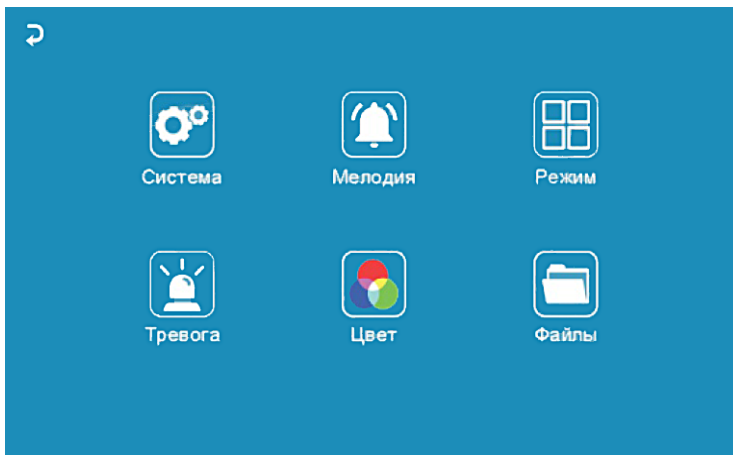 Система
Мелодия
Режим
Тревога
Цвет
Файлы